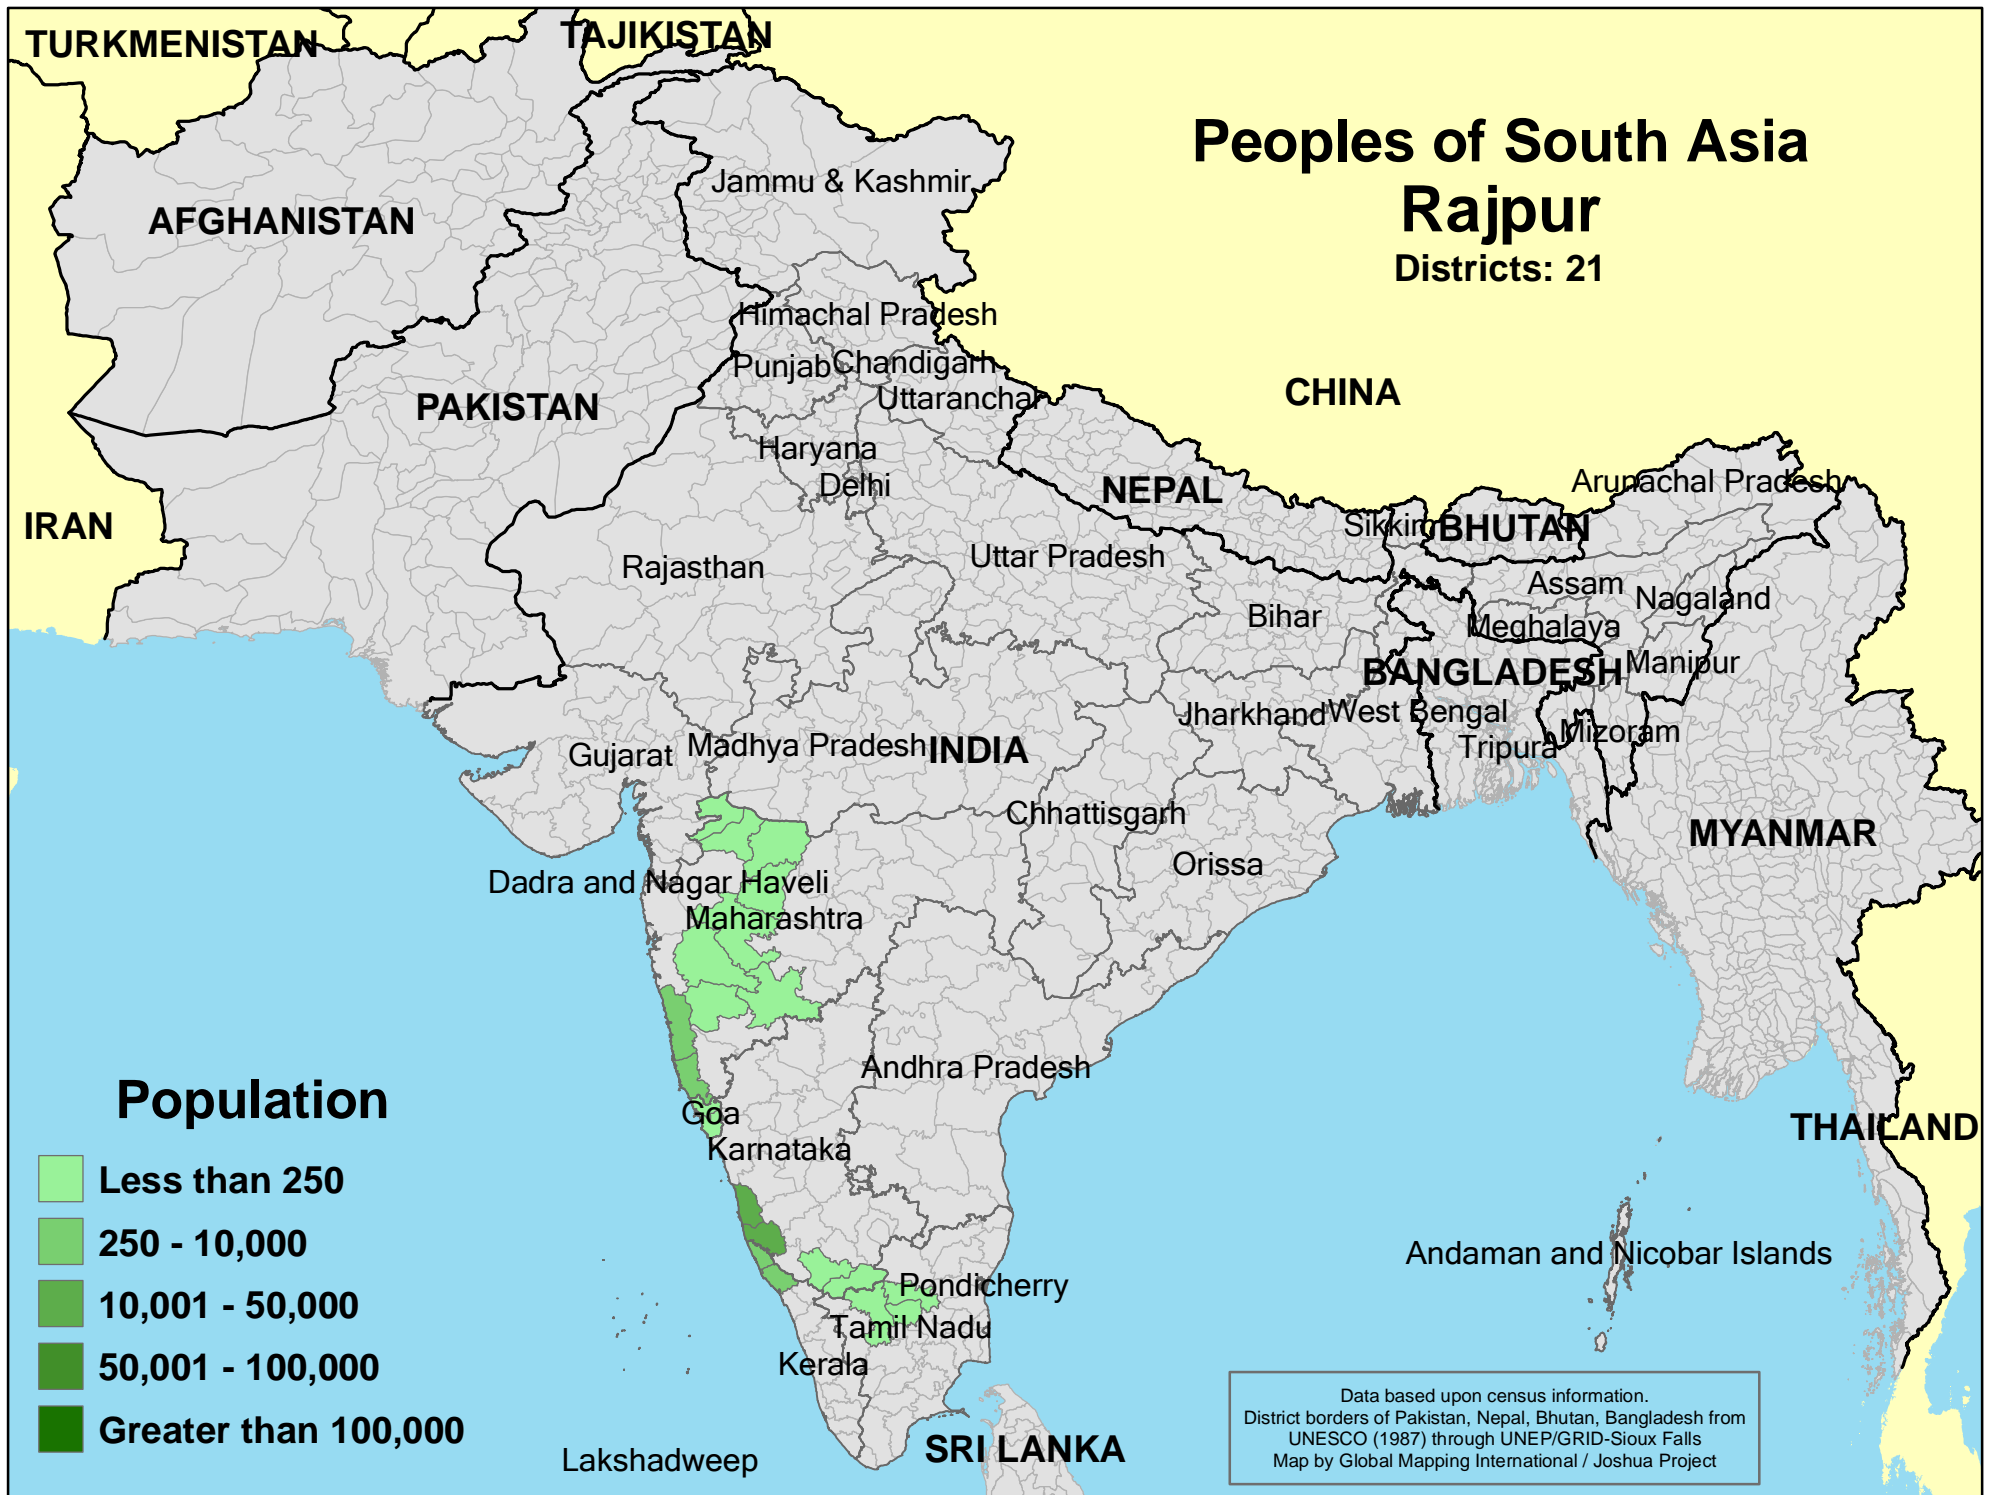 TURKMENISTAN
TAJIKISTAN
Peoples of South Asia
Rajpur
Districts: 21
Jammu & Kashmir
AFGHANISTAN
Himachal Pradesh
Punjab
Chandigarh
Uttaranchal
PAKISTAN
CHINA
Haryana
Delhi
NEPAL
Arunachal Pradesh
IRAN
Sikkim
BHUTAN
Rajasthan
Uttar Pradesh
Assam
Nagaland
Bihar
Meghalaya
BANGLADESH
Manipur
Jharkhand
West Bengal
Tripura
Mizoram
Gujarat
Madhya Pradesh
INDIA
Chhattisgarh
MYANMAR
Orissa
Dadra and Nagar Haveli
Maharashtra
Andhra Pradesh
Goa
Karnataka
THAILAND
Andaman and Nicobar Islands
Pondicherry
Tamil Nadu
Kerala
Lakshadweep
SRI LANKA
Population
Less than 250
250 - 10,000
10,001 - 50,000
50,001 - 100,000
Greater than 100,000
Data based upon census information.
District borders of Pakistan, Nepal, Bhutan, Bangladesh from
UNESCO (1987) through UNEP/GRID-Sioux Falls
Map by Global Mapping International / Joshua Project